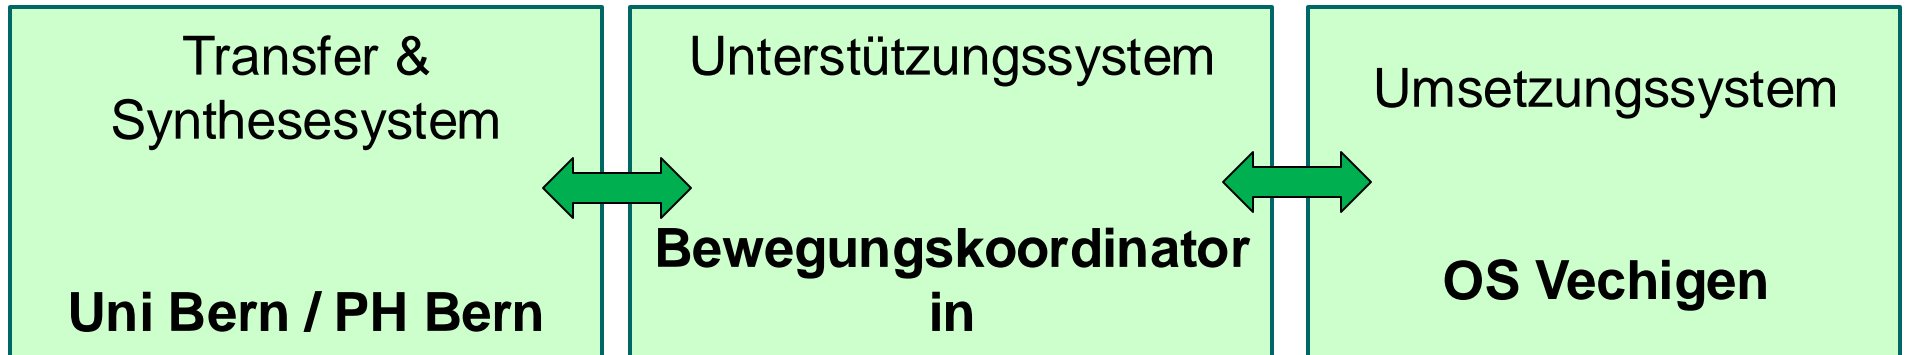 Transfer &
Synthesesystem
Uni Bern / PH Bern
Unterstützungssystem
Bewegungskoordinator
in
Umsetzungssystem
OS Vechigen